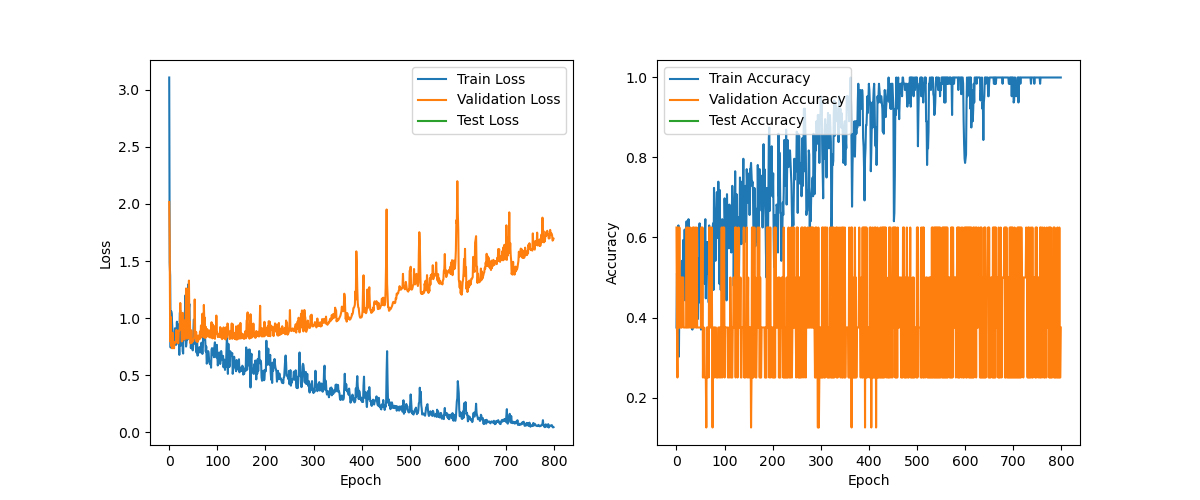 Train Loss
Validation Loss
Test Loss
3.0
2.5
2.0
1.5
1.0
0.5
0.0
Loss
0 100 200 300 400 500 600 700 800
Epoch
Train Accuracy
Validation Accuracy
Test Accuracy
1.0
0.8
0.6
0.4
0.2
Accuracy
0 100 200 300 400 500 600 700 800
Epoch